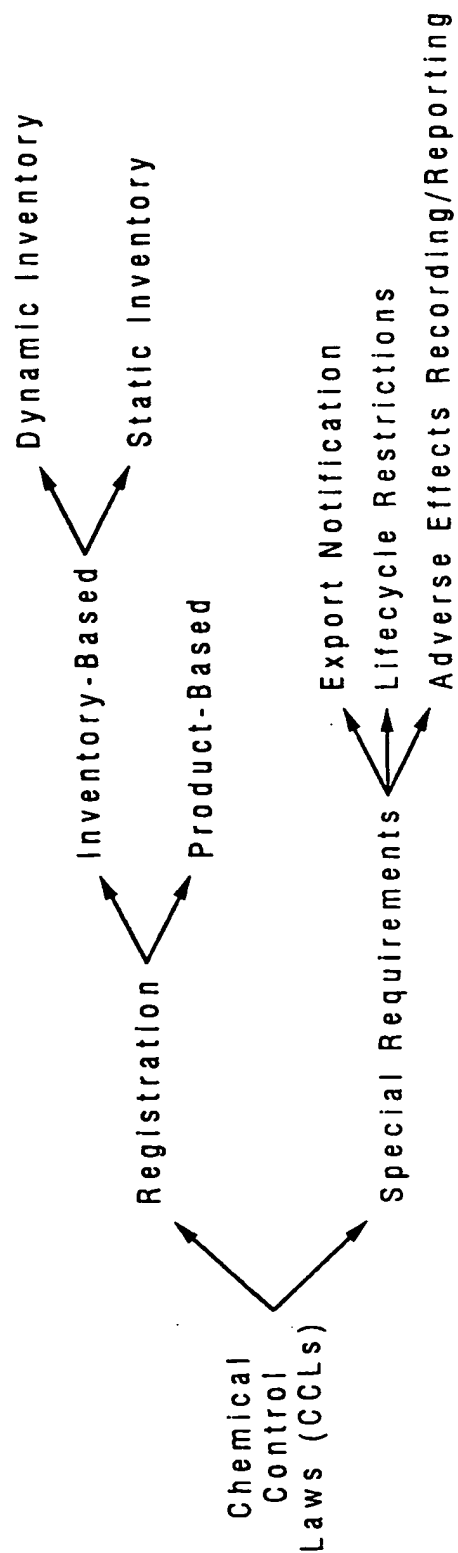 Chemical
Control
Laws (CCLs)
Registration
Inventory-Based
Dynamic Inventory
Static Inventory
Product-Based
Special Requirements
Export Notification
Lifecycle Restrictions
Adverse Effects Recording/Reporting